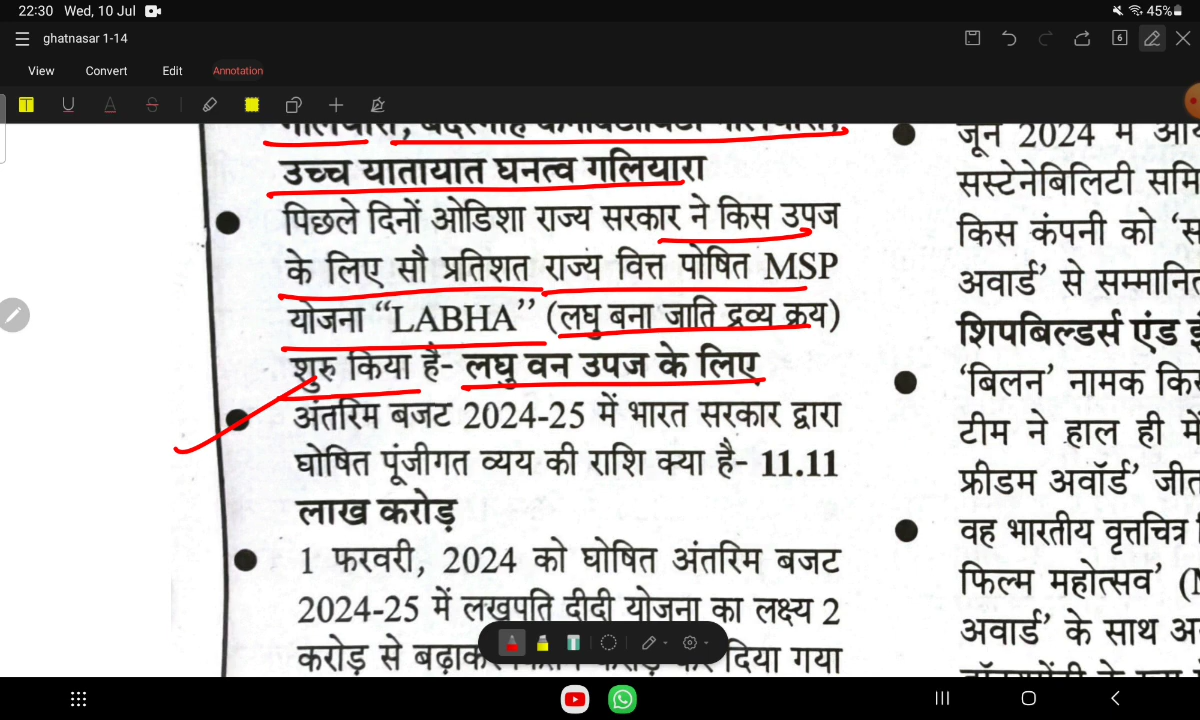 22:30 Wed, 10 Jul
45%
ghatnasar 1-14
6
View Convert Edit Annotation
T U A S
उच्च यातायात घनत्व गलियारा
पिछले दिनों ओडिशा राज्य सरकार ने किस उपज
के लिए सौ प्रतिशत राज्य वित्त पोषित MSP
योजना “LABHA” (लघु बना जाति द्रव्य क्रय)
शुरु किया है- लघु वन उपज के लिए
अंतरिम बजट 2024-25 में भारत सरकार द्वारा
घोषित पूंजीगत व्यय की राशि क्या है- 11.11
लाख करोड़
1 फरवरी, 2024 को घोषित अंतरिम बजट
2024-25 में लखपति दीदी योजना का लक्ष्य 2
करोड़ से दिया गया
जून 2024 में
सस्टेनेबिलिटी
किस कंपनी को
अवार्ड’ से सम्मानित
शिपबिल्डर्स एंड
‘बिलन’ नामक
टीम ने हाल ही
फ्रीडम अवॉर्ड’
वह भारतीय वृत्तचित्र
फिल्म महोत्सव’
अवार्ड’ के साथ